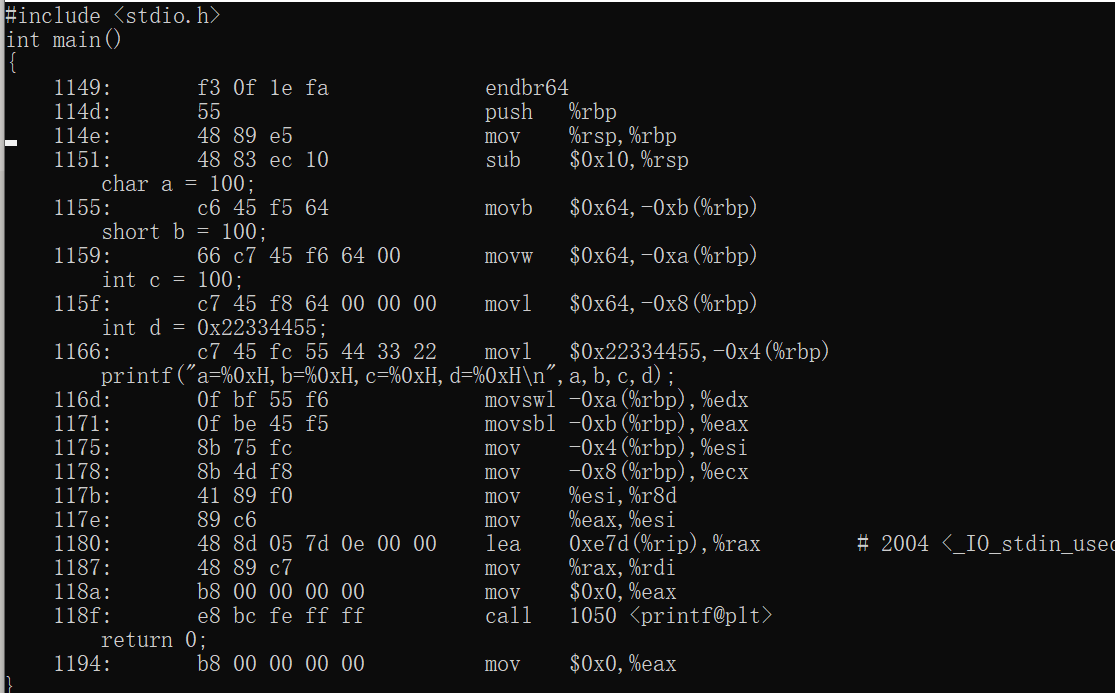 #include <stdio.h>
int main()
{
    1149:       f3 0f 1e fa             endbr64
    114d:       55                      push   %rbp
    114e:       48 89 e5                mov    %rsp,%rbp
    1151:       48 83 ec 10             sub    $0x10,%rsp
        char a = 100;
    1155:       c6 45 f5 64             movb   $0x64,-0xb(%rbp)
        short b = 100;
    1159:       66 c7 45 f6 64 00       movw   $0x64,-0xa(%rbp)
        int c = 100;
    115f:       c7 45 f8 64 00 00 00    movl   $0x64,-0x8(%rbp)
        int d = 0x22334455;
    1166:       c7 45 fc 55 44 33 22    movl   $0x22334455,-0x4(%rbp)
        printf("a=%0xH,b=%0xH,c=%0xH,d=%0xH\n",a,b,c,d);
    116d:       0f bf 55 f6             movswl -0xa(%rbp),%edx
    1171:       0f be 45 f5             movsbl -0xb(%rbp),%eax
    1175:       8b 75 fc                mov    -0x4(%rbp),%esi
    1178:       8b 4d f8                mov    -0x8(%rbp),%ecx
    117b:       41 89 f0                mov    %esi,%r8d
    117e:       89 c6                   mov    %eax,%esi
    1180:       48 8d 05 7d 0e 00 00    lea    0xe7d(%rip),%rax        # 2004 <_IO_stdin_used
    1187:       48 89 c7                mov    %rax,%rdi
    118a:       b8 00 00 00 00          mov    $0x0,%eax
    118f:       e8 bc fe ff ff          call   1050 <printf@plt>
        return 0;
    1194:       b8 00 00 00 00          mov    $0x0,%eax
}